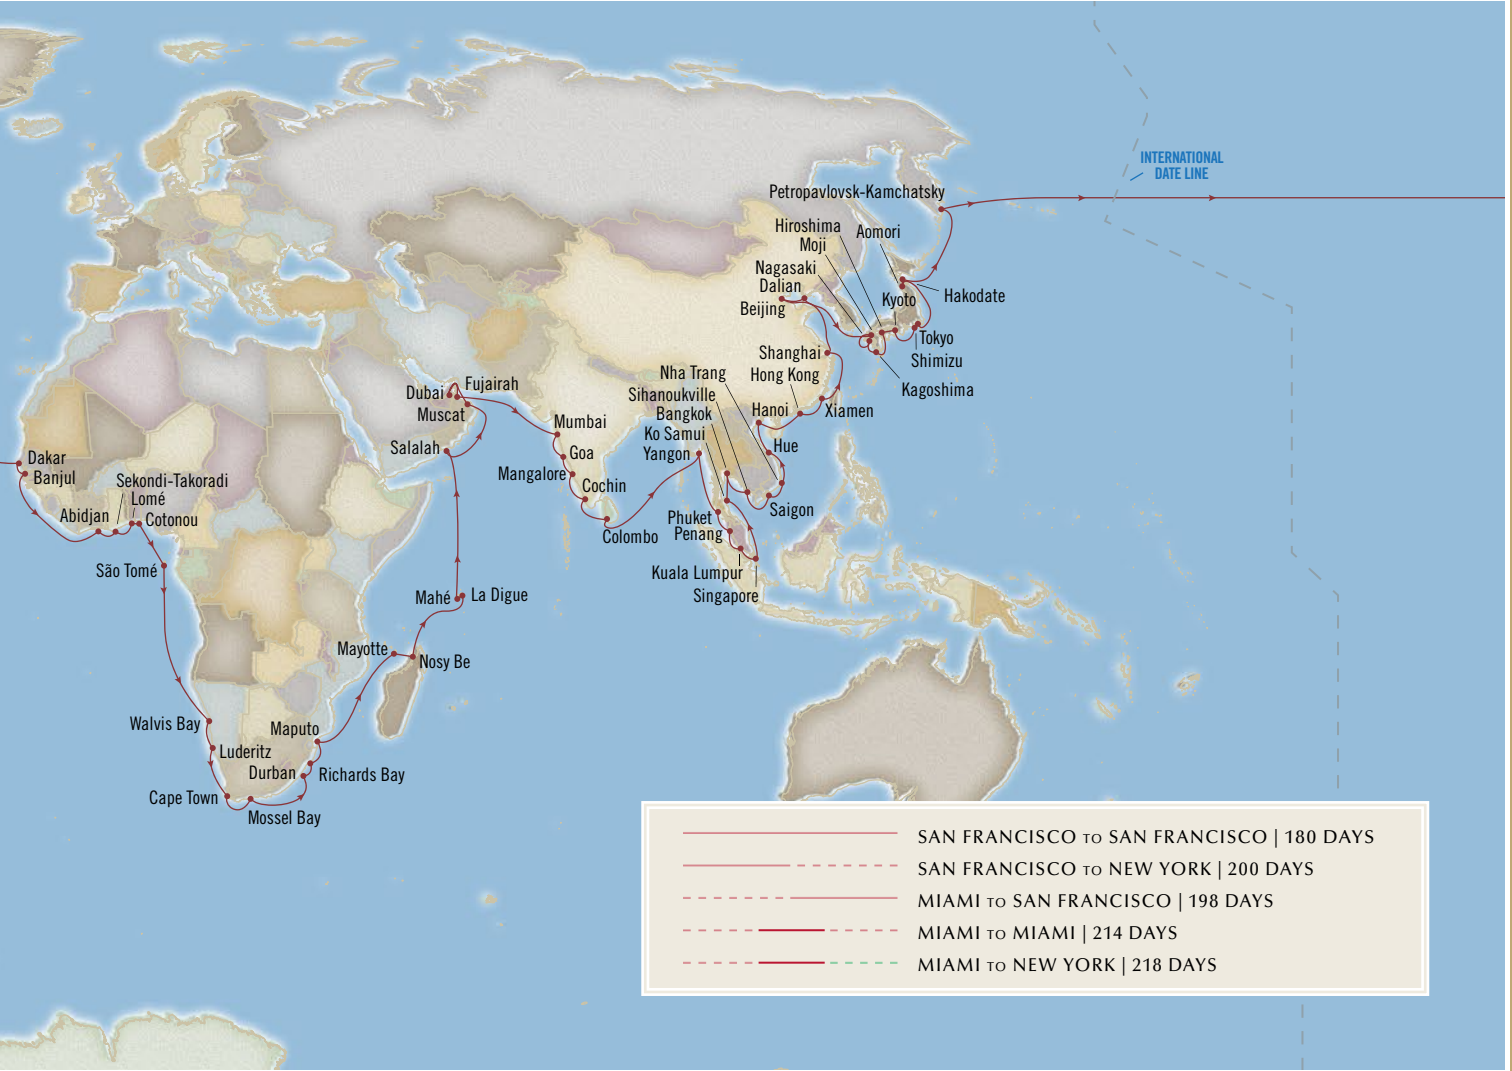 INTERNATIONAL
DATE LINE
Petropavlovsk-Kamchatsky
Hiroshima
Aomori
Moji
Nagasaki
Dalian
Beijing
Kyoto
Hakodate
Tokyo
Shimizu
Kagoshima
Shanghai
Hong Kong
Xiamen
Nha Trang
Sihanoukville
Bangkok
Ko Samui
Yangon
Hanoi
Hue
Saigon
Phuket
Penang
Kuala Lumpur
Singapore
Dubai
Fujairah
Muscat
Salalah
Mumbai
Goa
Mangalore
Cochin
Colombo
Dakar
Banjul
Sekondi-Takoradi
Lomé
Abidjan
Cotonou
São Tomé
Mahé
La Digue
Mayotte
Nosy Be
Walvis Bay
Maputo
Luderitz
Durban
Richards Bay
Cape Town
Mossel Bay
SAN FRANCISCO TO SAN FRANCISCO | 180 DAYS
SAN FRANCISCO TO NEW YORK | 200 DAYS
MIAMI TO SAN FRANCISCO | 198 DAYS
MIAMI TO MIAMI | 214 DAYS
MIAMI TO NEW YORK | 218 DAYS